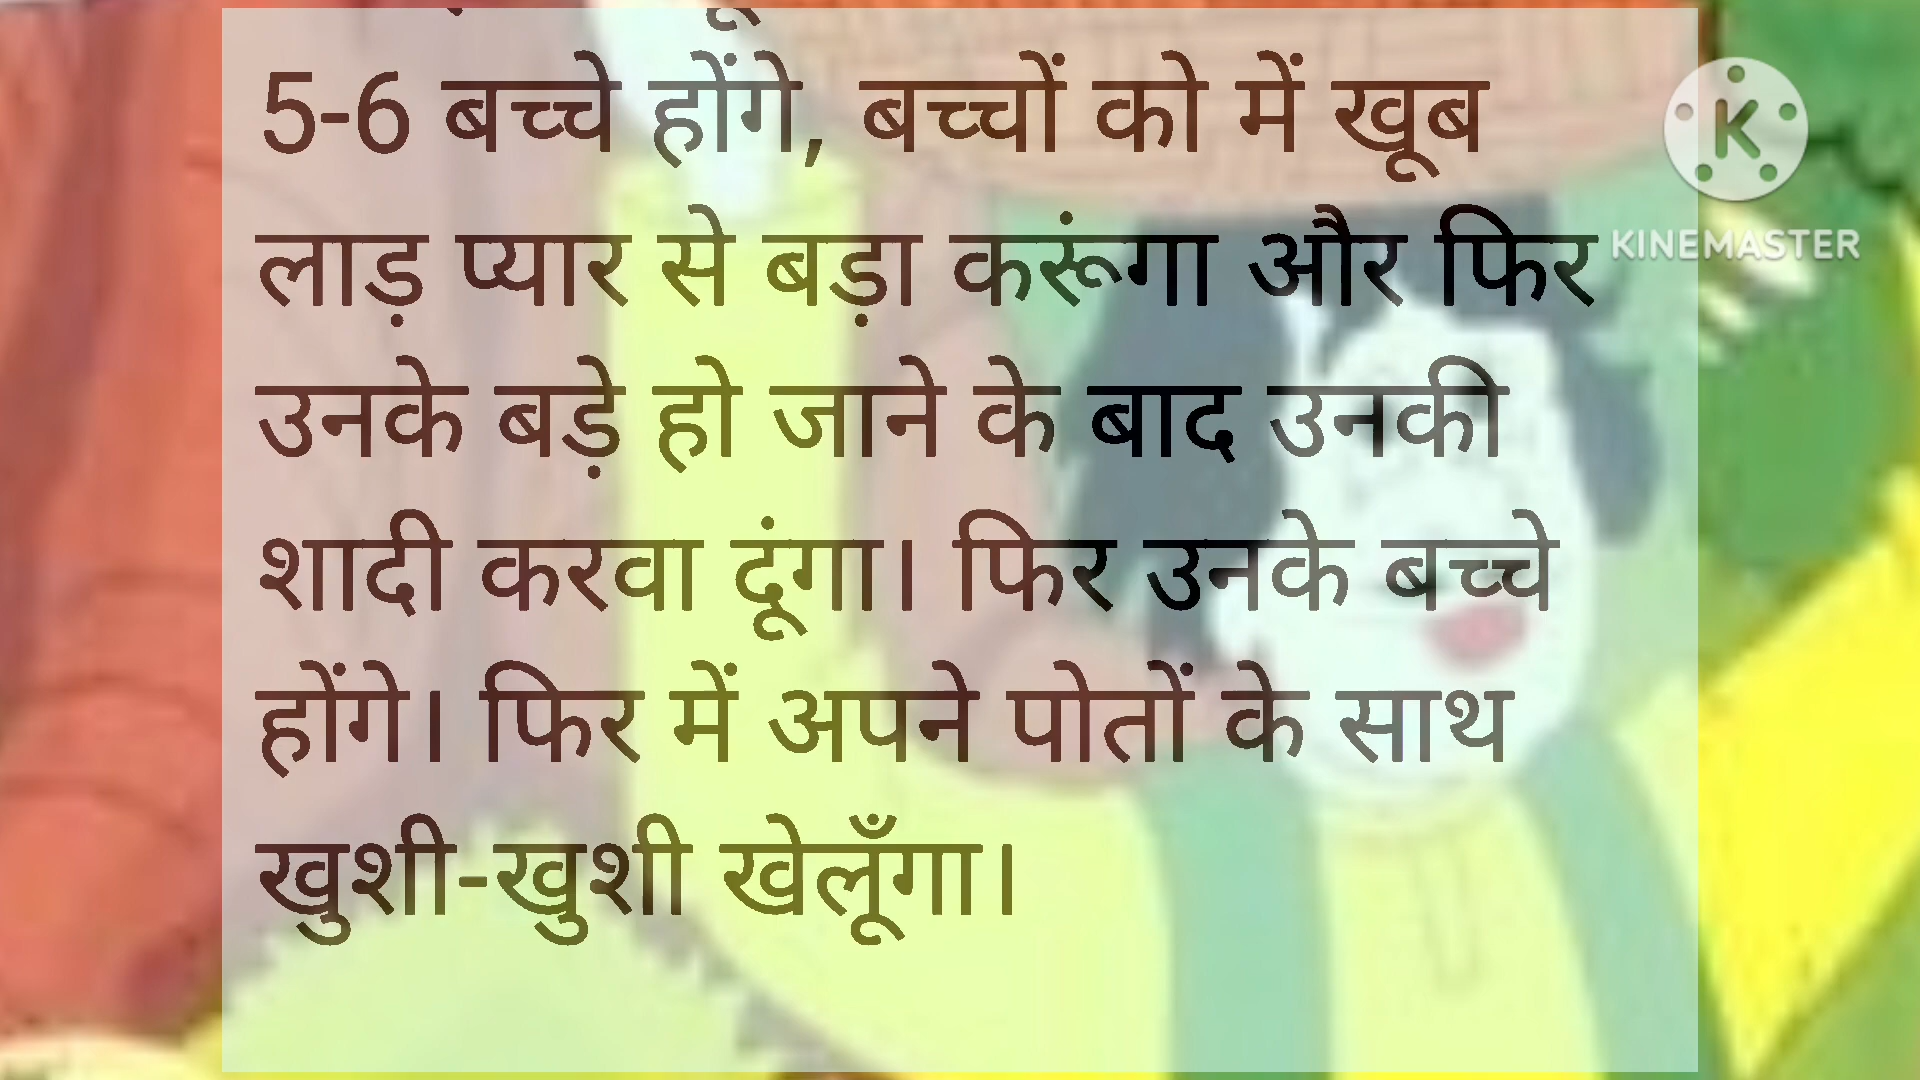 5-6 बच्चे होंगे, बच्चों को में खूब
लाड़ प्यार से बड़ा करूंगा और फिर
उनके बड़े हो जाने के बाद उनकी
शादी करवा दूंगा। फिर उनके बच्चे
होंगे। फिर में अपने पोतों के साथ
खुशी-खुशी खेलूँगा।
K
KINEMASTER